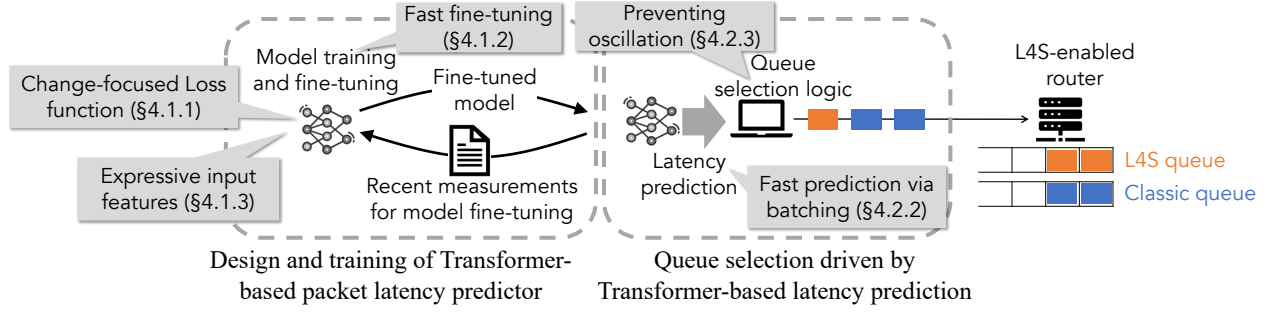 Fast fine-tuning
(§4.1.2)
Model training
and fine-tuning
Change-focused Loss
function (§4.1.1)
Expressive input
features (§4.1.3)
Fine-tuned
model
Recent measurements
for model fine-tuning
Design and training of Transformer-
based packet latency predictor
Preventing
oscillation (§4.2.3)
Queue
selection logic
Latency
prediction
Fast prediction via
batching (§4.2.2)
Queue selection driven by
Transformer-based latency prediction
L4S-enabled
router
L4S queue
Classic queue